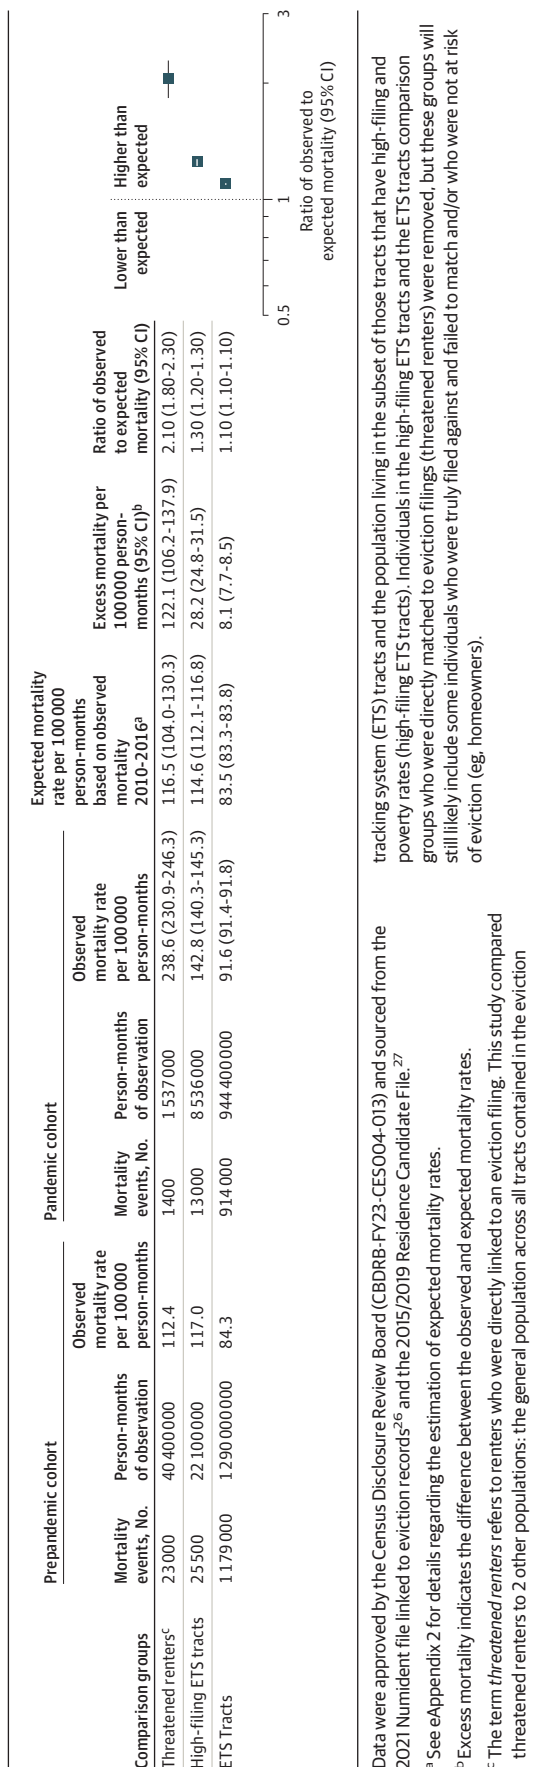 Prepandemic cohort Pandemic cohort
Comparison groups Mortality events, No. Person-months of observation Observed mortality rate per 100 000 person-months Mortality events, No. Person-months of observation Observed mortality rate per 100 000 person-months Expected mortality rate per 100 000 person-months based on observed mortality 2010-2016a Excess mortality per 100 000 person-months (95% CI)b Ratio of observed to expected mortality (95% CI) Lower than expected Higher than expected
Threatened rentersc 23 000 40 400 000 112.4 1400 1 537 000 238.6 (230.9-246.3) 116.5 (104.0-130.3) 122.1 (106.2-137.9) 2.10 (1.80-2.30)
High-filing ETS tracts 25 500 22 100 000 117.0 13 000 8 536 000 142.8 (140.3-145.3) 114.6 (112.1-116.8) 28.2 (24.8-31.5) 1.30 (1.20-1.30)
ETS Tracts 1 179 000 1 290 000 000 84.3 914 000 944 400 000 91.6 (91.4-91.8) 83.5 (83.3-83.8) 8.1 (7.7-8.5) 1.10 (1.10-1.10)
0.5 1 3
Ratio of observed to
expected mortality (95% CI)
Data were approved by the Census Disclosure Review Board (CBDRB-FY23-CES004-013) and sourced from the
2021 Numident file linked to eviction records26 and the 2015/2019 Residence Candidate File.27
a See eAppendix 2 for details regarding the estimation of expected mortality rates.
b Excess mortality indicates the difference between the observed and expected mortality rates.
c The term threatened renters refers to renters who were directly linked to an eviction filing. This study compared
threatened renters to 2 other populations: the general population across all tracts contained in the eviction
tracking system (ETS) tracts and the population living in the subset of those tracts that have high-filing and
poverty rates (high-filing ETS tracts). Individuals in the high-filing ETS tracts and the ETS tracts comparison
groups who were directly matched to eviction filings (threatened renters) were removed, but these groups will
still likely include some individuals who were truly filed against and failed to match and/or who were not at risk
of eviction (eg, homeowners).